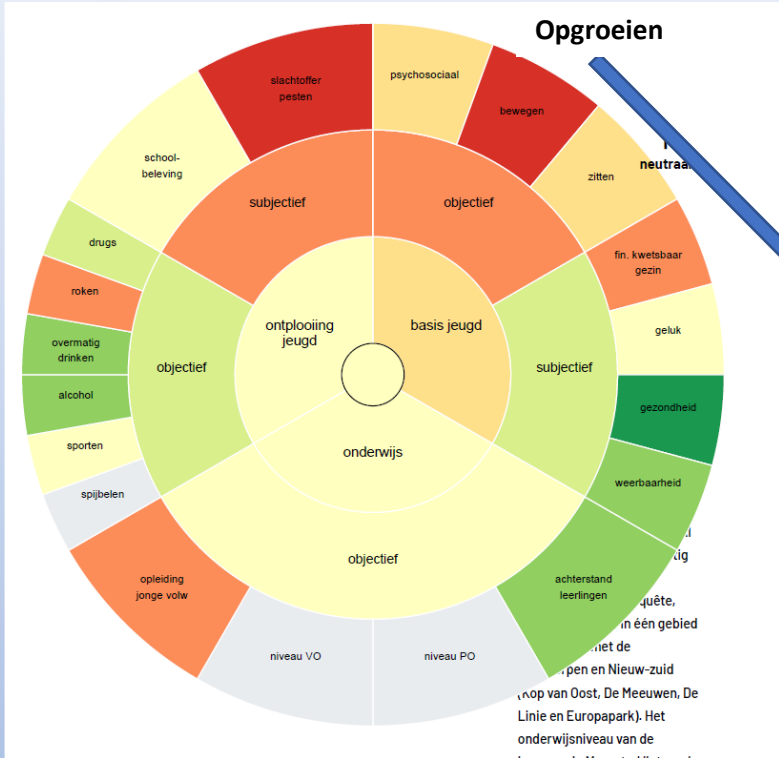 Opgroeien
slachtoffer
pesten
psychosociaal
bewegen
school-
beleving
zitten
neutraa
subjectief
objectief
drugs
fin. kwetsbaar
gezin
roken
geluk
ontplooiing
jeugd
basis jeugd
overmatig
drinken
objectief
subjectief
alcohol
gezondheid
sporten
onderwijs
weerbaarheid
spijbelen
objectief
opleiding
jonge volw
achterstand
leerlingen
niveau VO
niveau PO
tig
quête,
in één gebied
met de
rpen en Nieuw-zuid
(Kop van Oost, De Meeuwen, De
Linie en Europapark). Het
onderwijsniveau van de